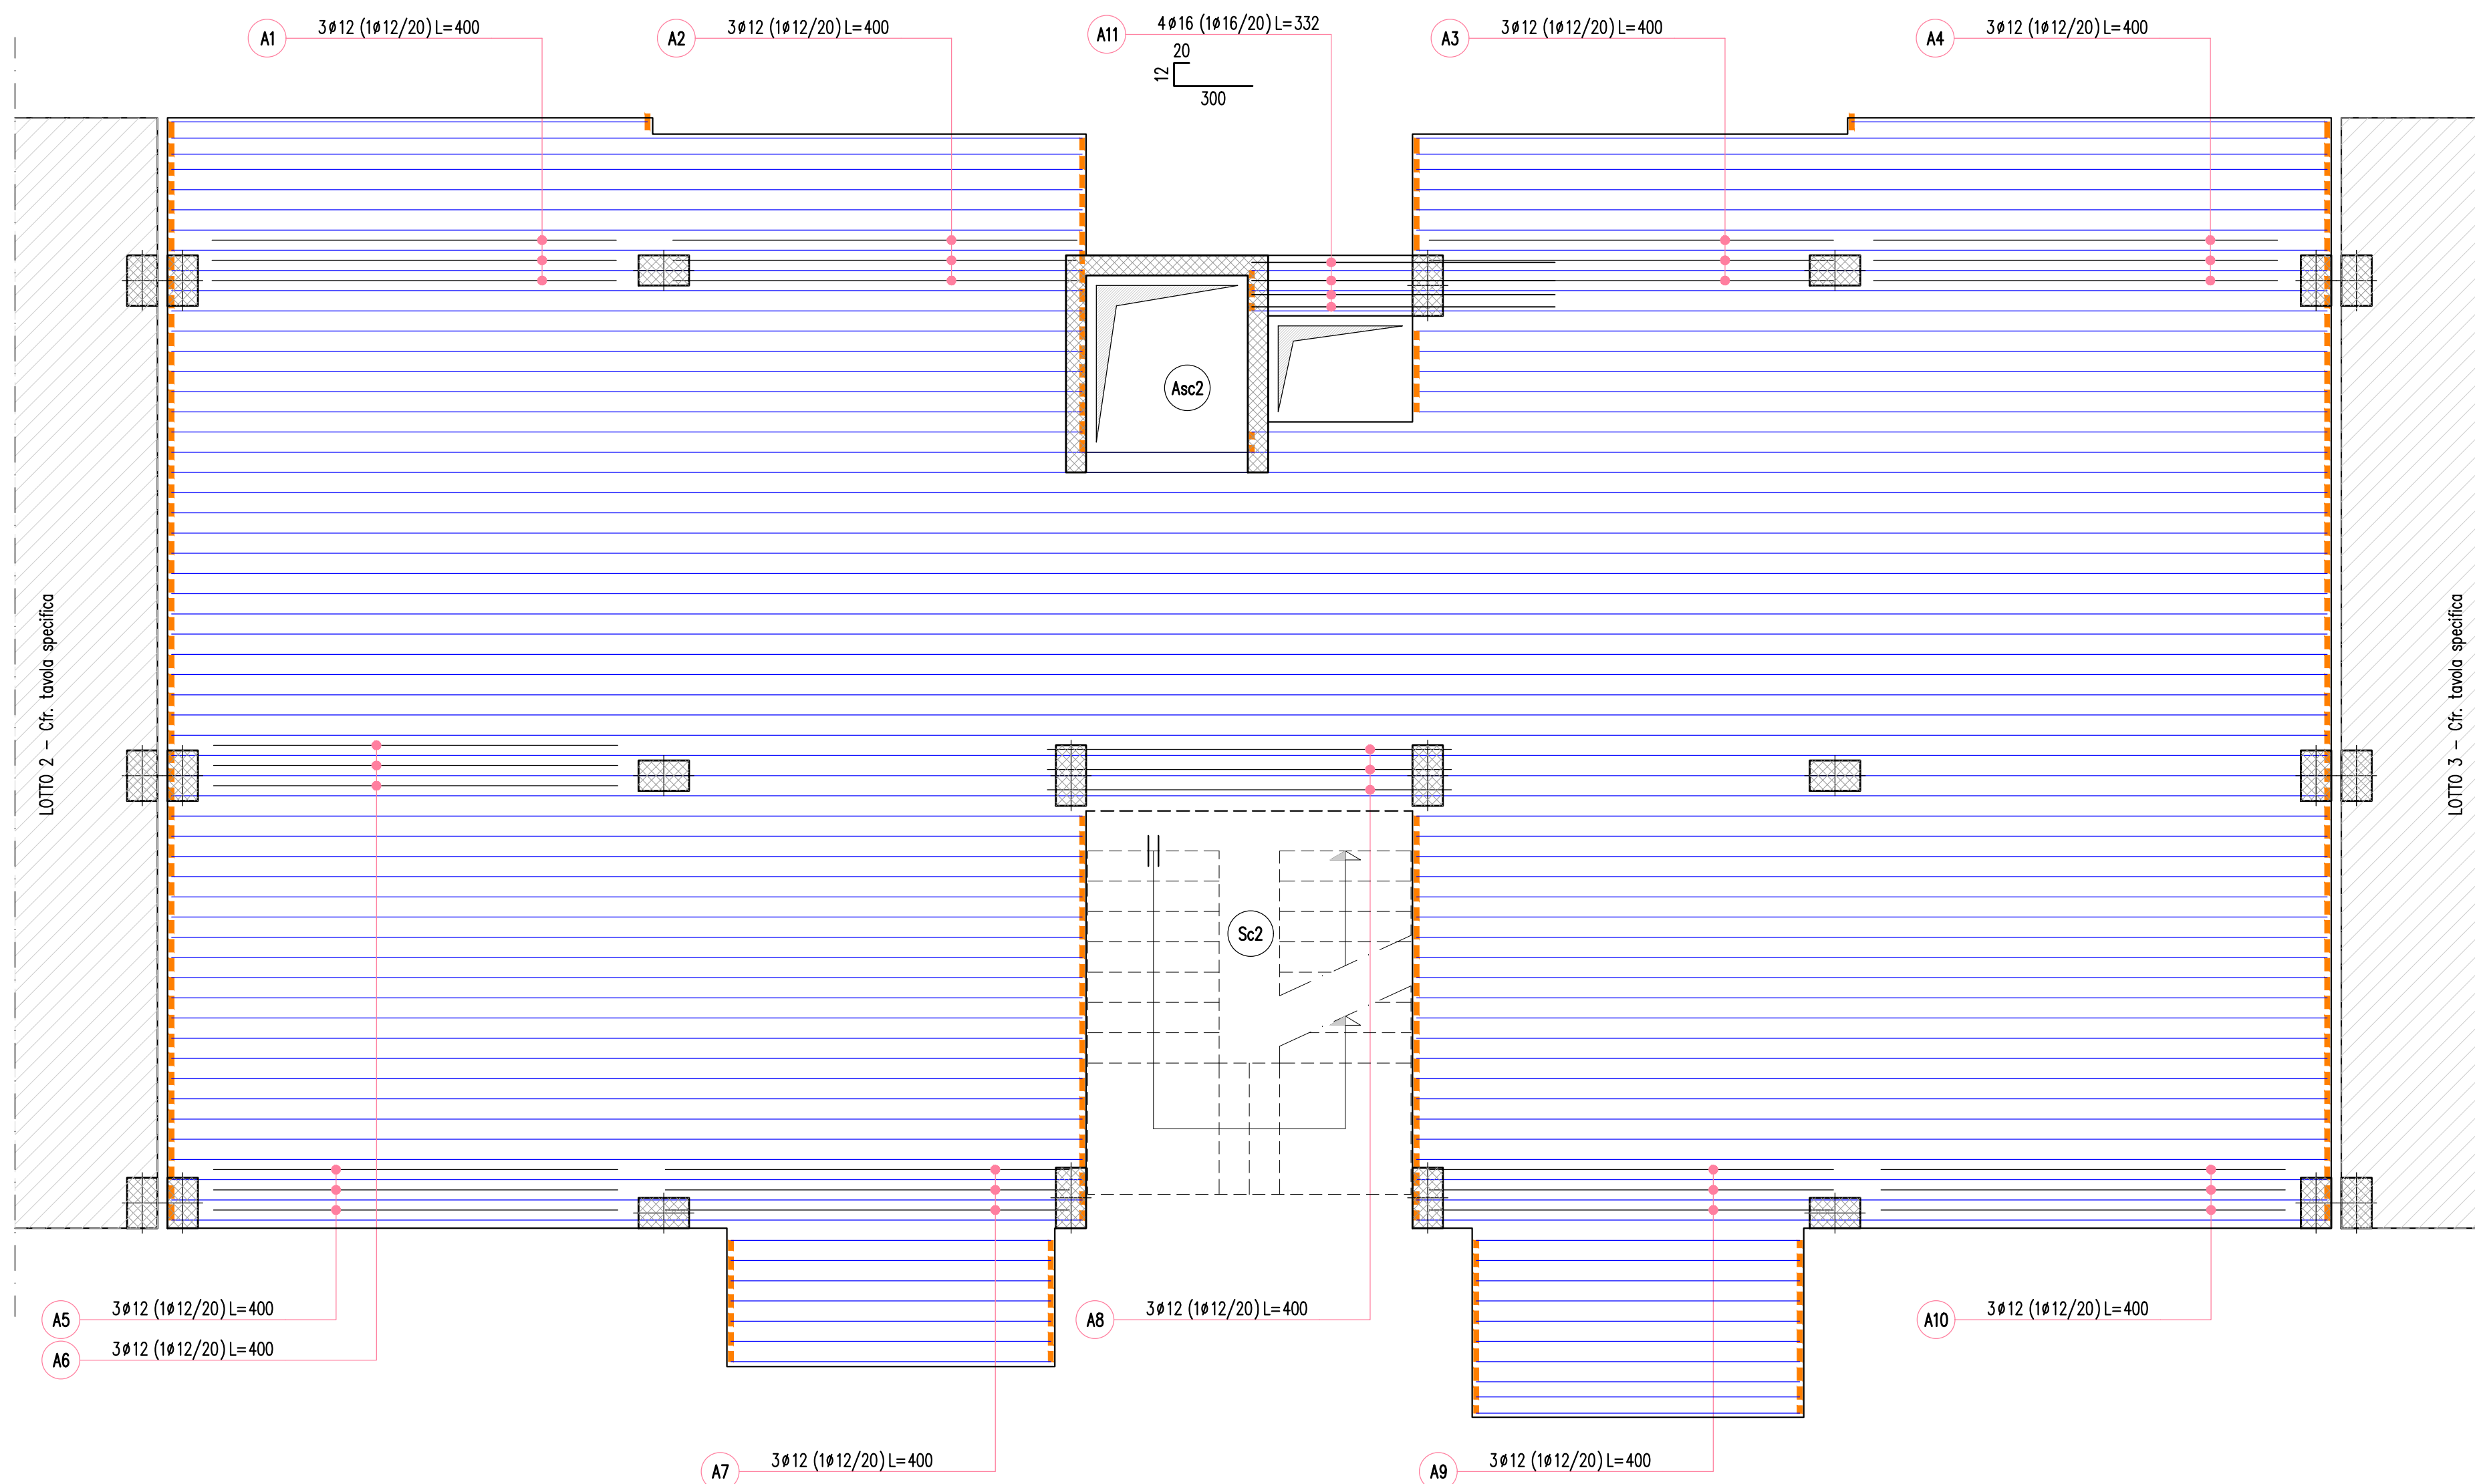 A1 3ø12 (1ø12/20) L=400
A2 3ø12 (1ø12/20) L=400
A11 4ø16 (1ø16/20) L=332
20
12
300
A3 3ø12 (1ø12/20) L=400
A4 3ø12 (1ø12/20) L=400
Asc2
LOTTO 2 - Cfr. tavola specifica
LOTTO 3 - Cfr. tavola specifica
Sc2
A5 3ø12 (1ø12/20) L=400
A6 3ø12 (1ø12/20) L=400
A8 3ø12 (1ø12/20) L=400
A10 3ø12 (1ø12/20) L=400
A7 3ø12 (1ø12/20) L=400
A9 3ø12 (1ø12/20) L=400